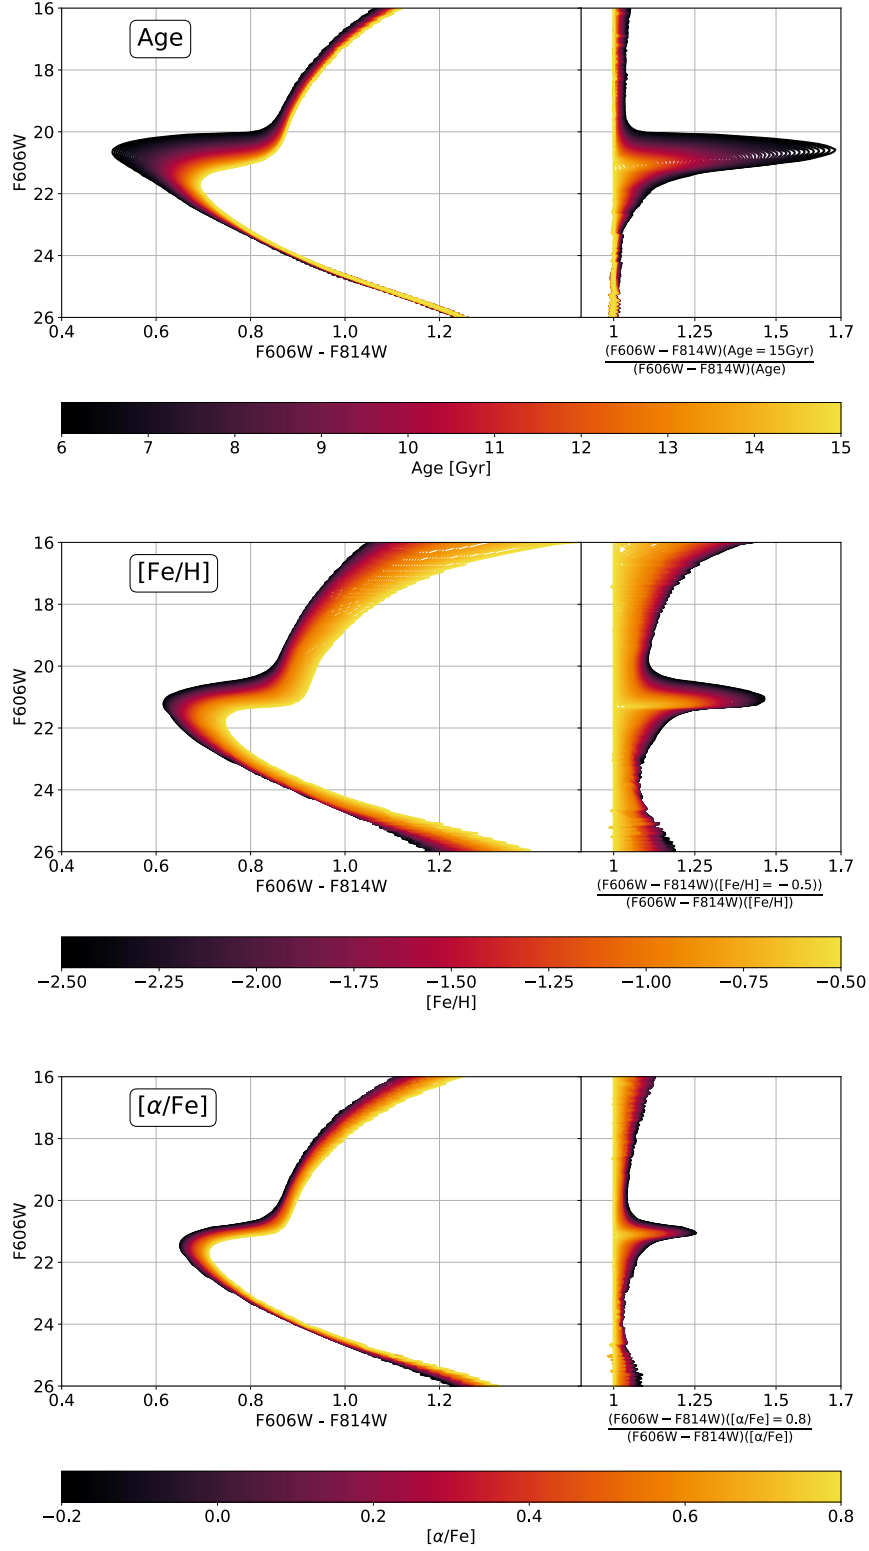 Age
16
18
20
22
24
26
F606W
0.4 0.6 0.8 1.0 1.2
F606W - F814W
1 1.25 1.7
(F606W − F814W)(Age = 15Gyr)
(F606W − F814W)(Age)
6 7 8 9 10 11 12 13 14 15
Age [Gyr]
[Fe/H]
16
18
20
22
24
26
F606W
0.4 0.6 0.8 1.0 1.2
F606W - F814W
1 1.25 1.7
(F606W − F814W)([Fe/H] = − 0.5))
(F606W − F814W)([Fe/H])
−2.50 −2.25 −2.00 −1.75 −1.50 −1.25 −1.00 −0.75 −0.50
[Fe/H]
[α/Fe]
16
18
20
22
24
26
F606W
0.4 0.6 0.8 1.0 1.2
F606W - F814W
1 1.25 1.7
(F606W − F814W)([α/Fe] = 0.8)
(F606W − F814W)([α/Fe])
−0.2 0.0 0.2 0.4 0.6 0.8
[α/Fe]